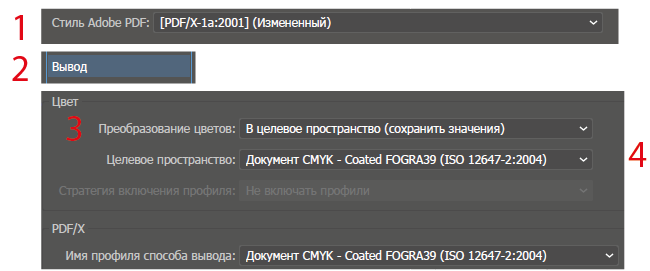 1 Стиль Adobe PDF: [PDF/X-1a:2001] (Измененный)
2 Вывод
Цвет
3 Преобразование цветов: В целевое пространство (сохранить значения)
Целевое пространство: Документ CMYK - Coated FOGRA39 (ISO 12647-2:2004) 4
Стратегия включения профиля: Не включать профили
PDF/X
Имя профиля способа вывода: Документ CMYK - Coated FOGRA39 (ISO 12647-2:2004)